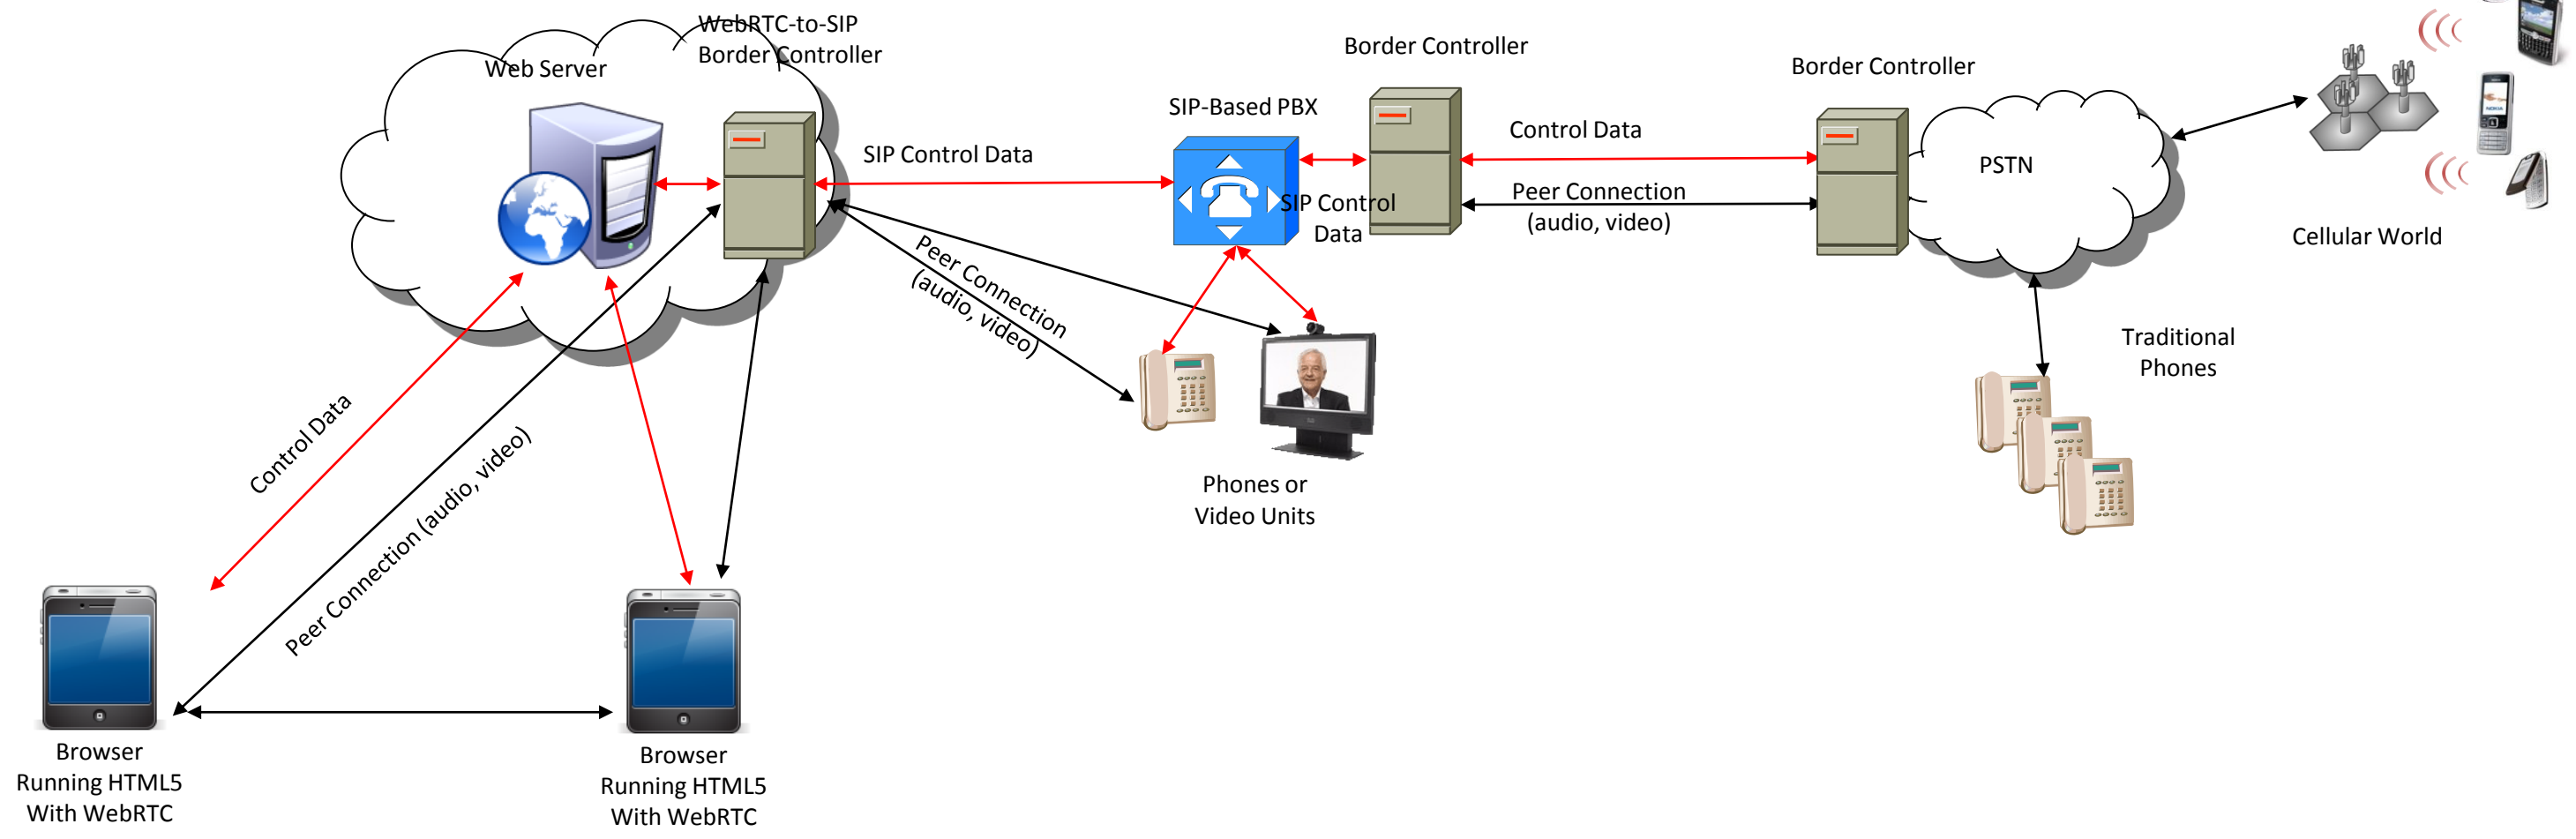 WebRTC-to-SIP
Border Controller
Web Server
SIP Control Data
SIP-Based PBX
Border Controller
SIP Control
Data
Control Data
Peer Connection
(audio, video)
Border Controller
PSTN
Cellular World
NOKIA
Traditional
Phones
Peer Connection
(audio, video)
Phones or
Video Units
Control Data
Peer Connection (audio, video)
Browser
Running HTML5
With WebRTC
Browser
Running HTML5
With WebRTC